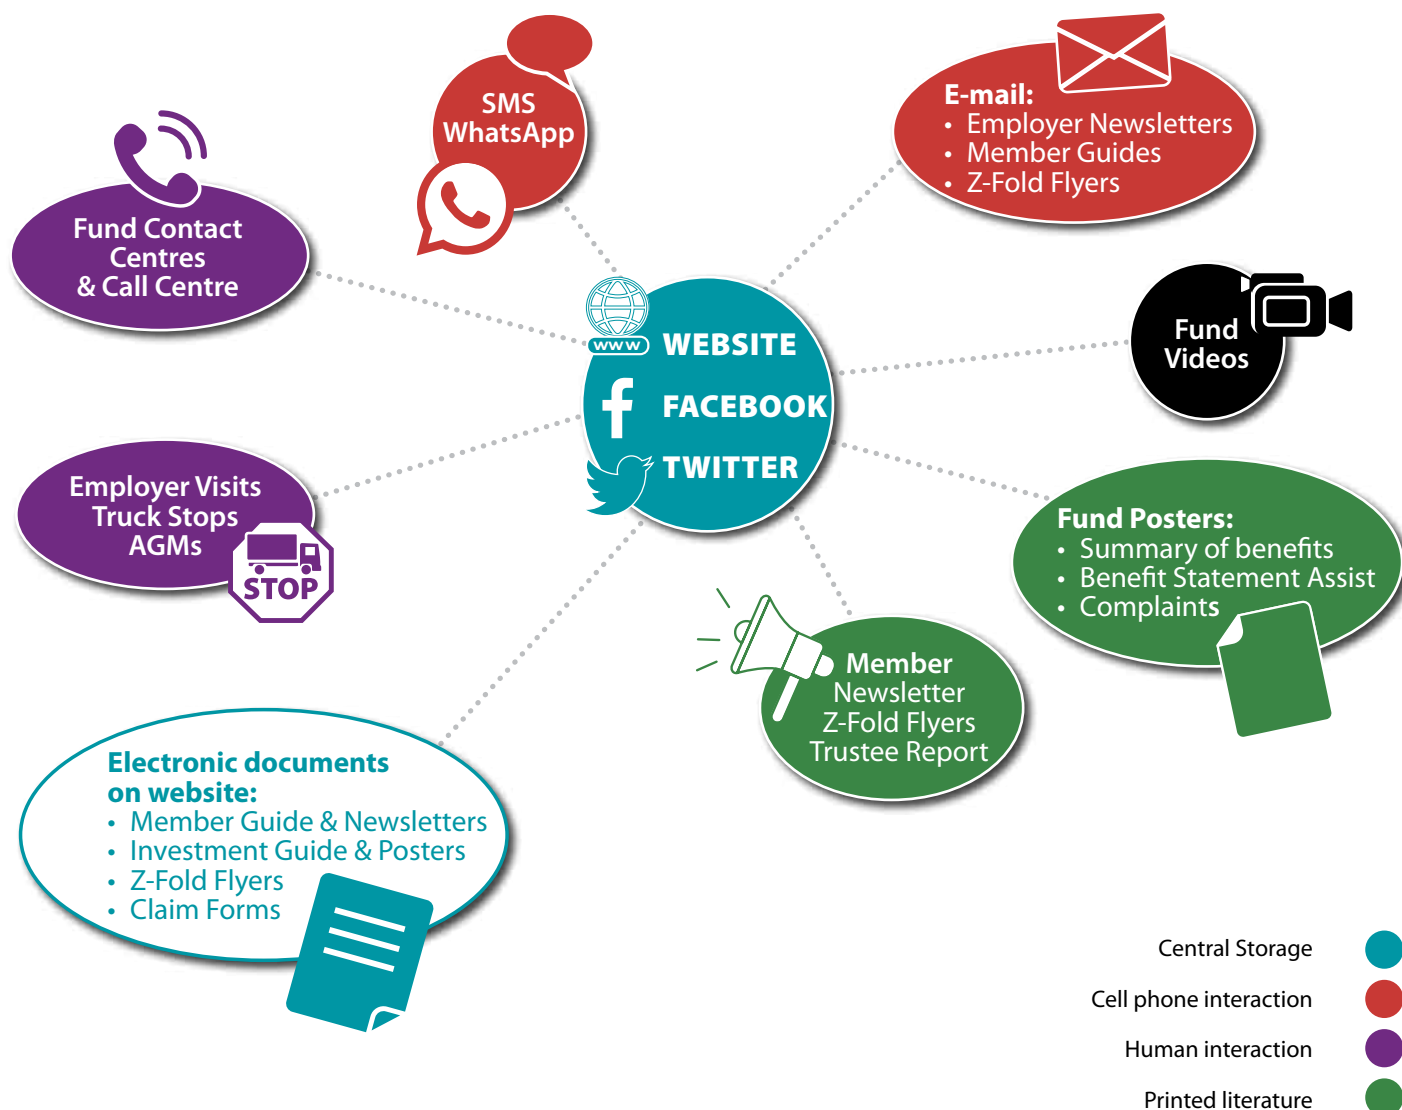 SMS
WhatsApp
E-mail:
• Employer Newsletters
• Member Guides
• Z-Fold Flyers
Fund Contact
Centres
& Call Centre
www
WEBSITE
FACEBOOK
TWITTER
Fund
Videos
Employer Visits
Truck Stops
AGMs
STOP
Fund Posters:
• Summary of benefits
• Benefit Statement Assist
• Complaints
Member
Newsletter
Z-Fold Flyers
Trustee Report
Electronic documents
on website:
• Member Guide & Newsletters
• Investment Guide & Posters
• Z-Fold Flyers
• Claim Forms
Central Storage
Cell phone interaction
Human interaction
Printed literature